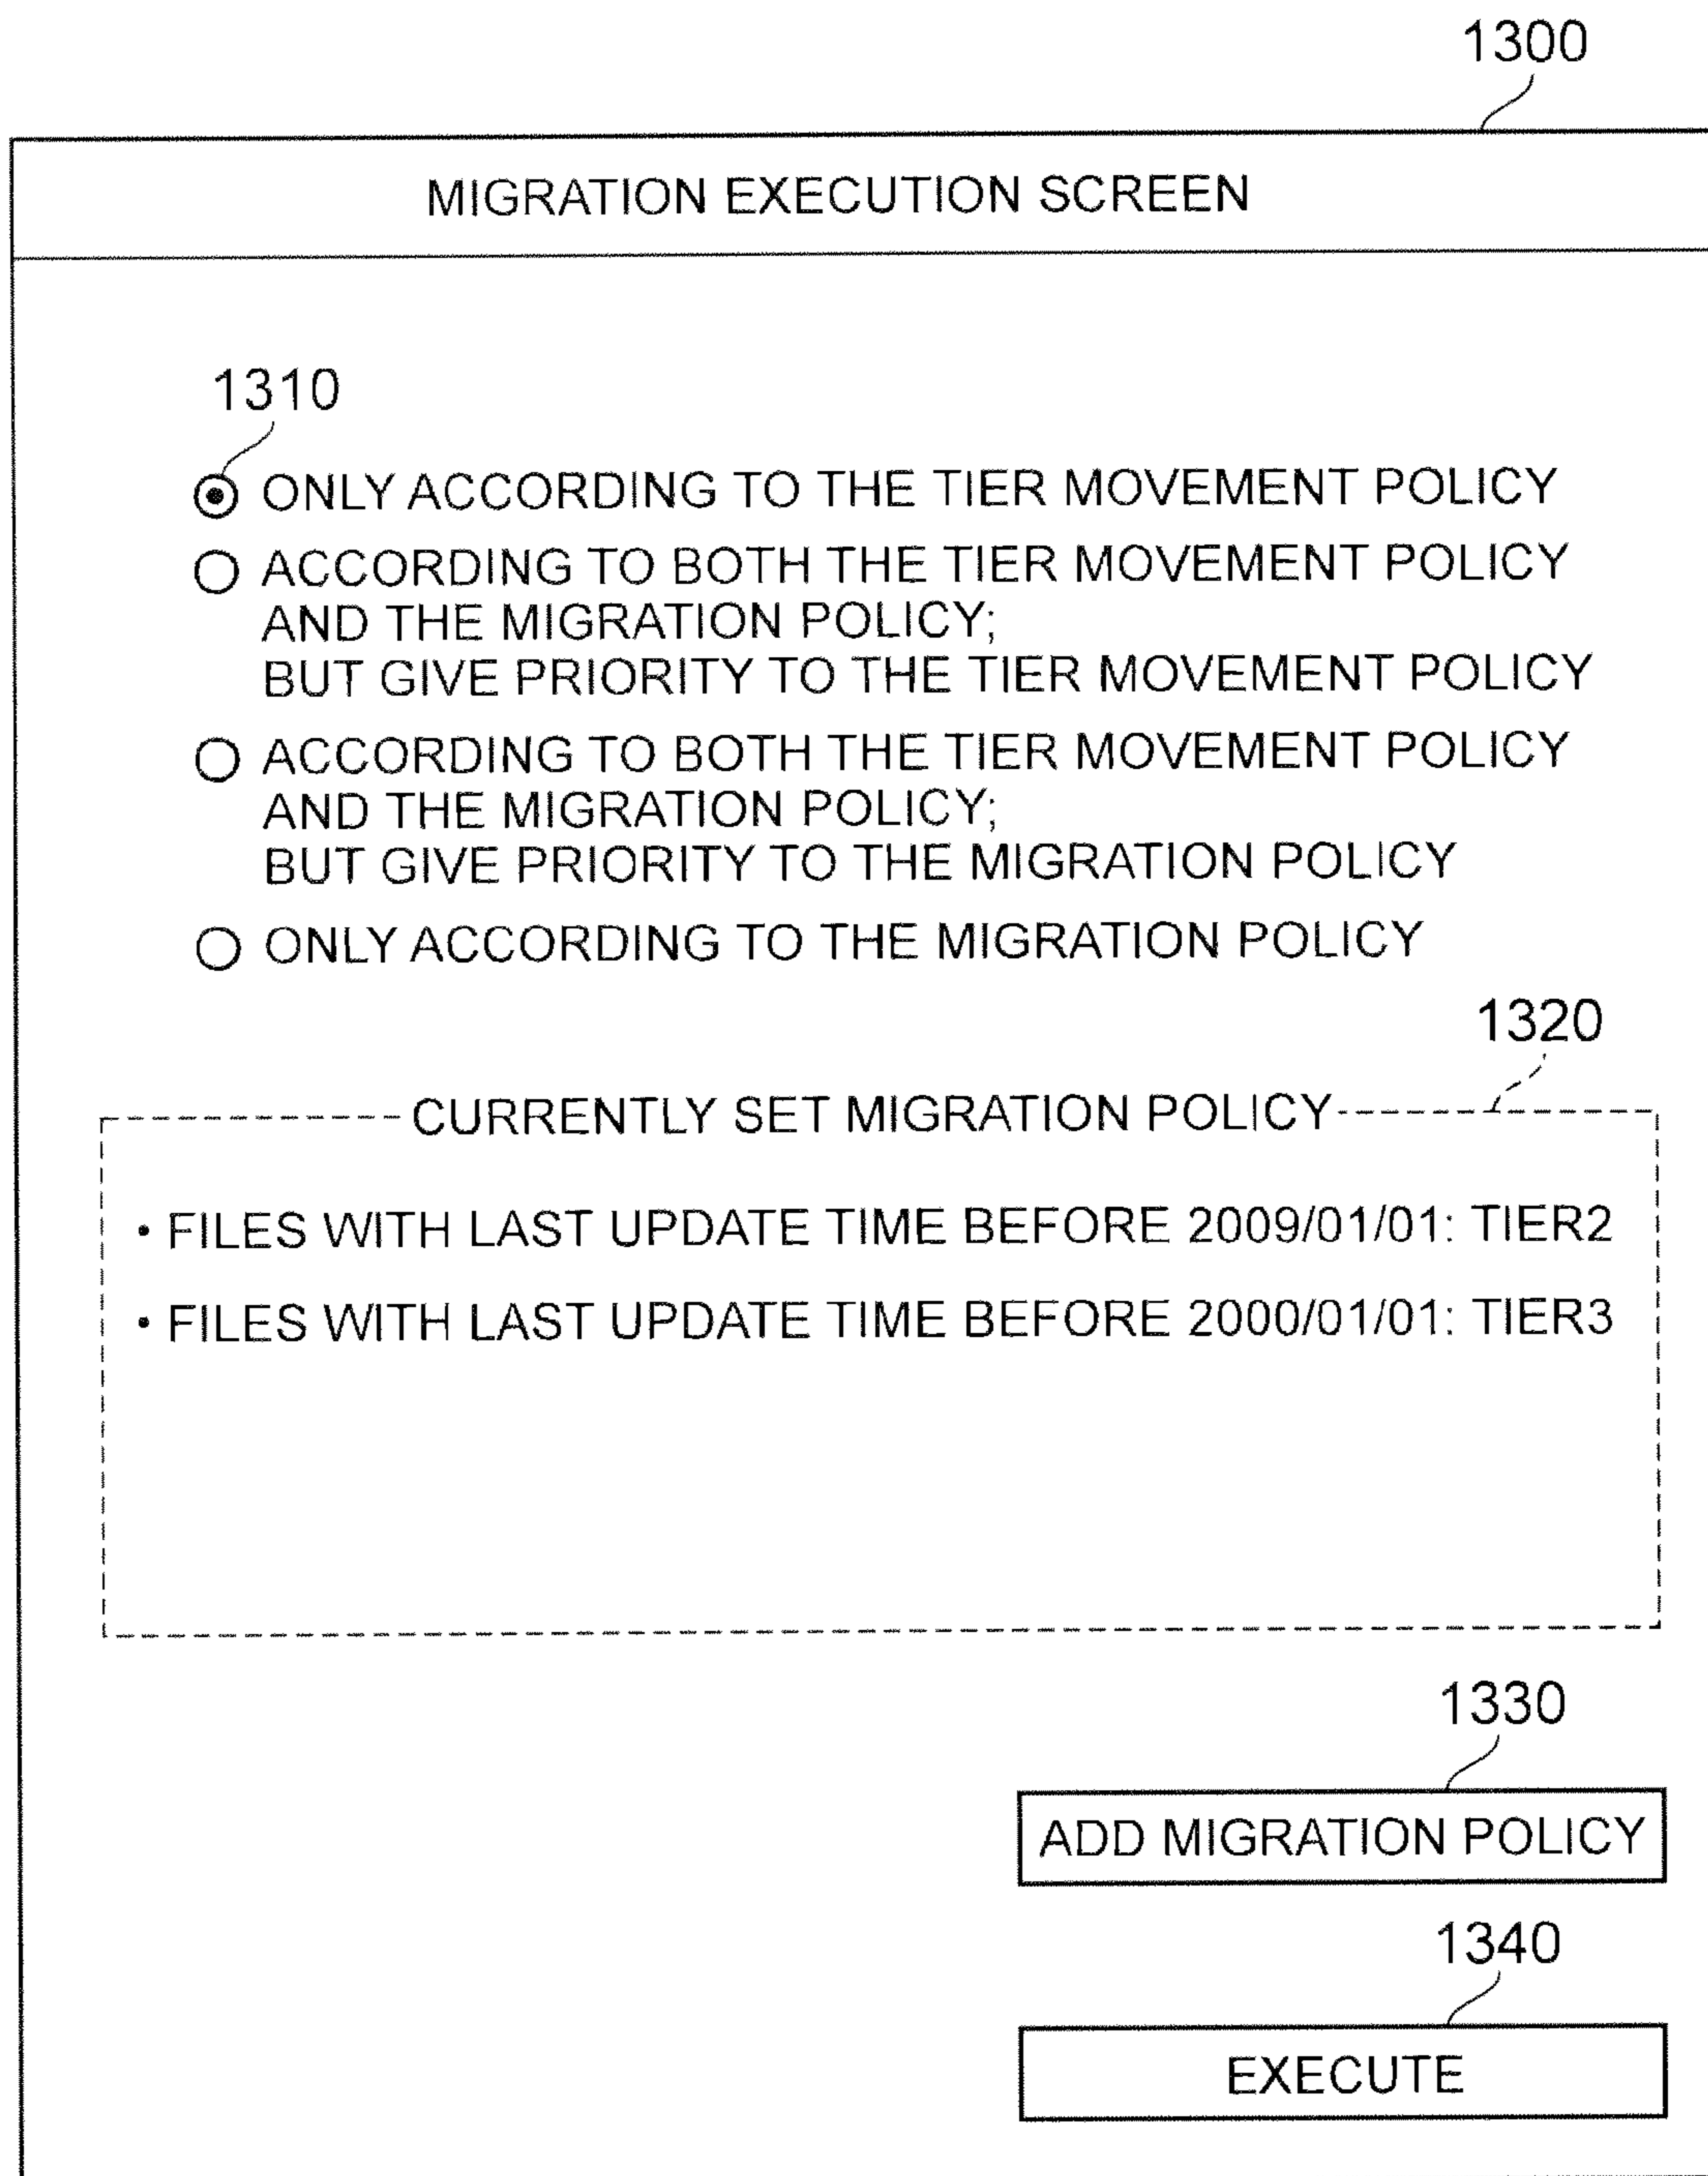 1300
MIGRATION EXECUTION SCREEN
1310
ONLY ACCORDING TO THE TIER MOVEMENT POLICY
ACCORDING TO BOTH THE TIER MOVEMENT POLICY
AND THE MIGRATION POLICY;
BUT GIVE PRIORITY TO THE TIER MOVEMENT POLICY
ACCORDING TO BOTH THE TIER MOVEMENT POLICY
AND THE MIGRATION POLICY;
BUT GIVE PRIORITY TO THE MIGRATION POLICY
ONLY ACCORDING TO THE MIGRATION POLICY
1320
CURRENTLY SET MIGRATION POLICY
• FILES WITH LAST UPDATE TIME BEFORE 2009/01/01: TIER2
• FILES WITH LAST UPDATE TIME BEFORE 2000/01/01: TIER3
1330
ADD MIGRATION POLICY
1340
EXECUTE